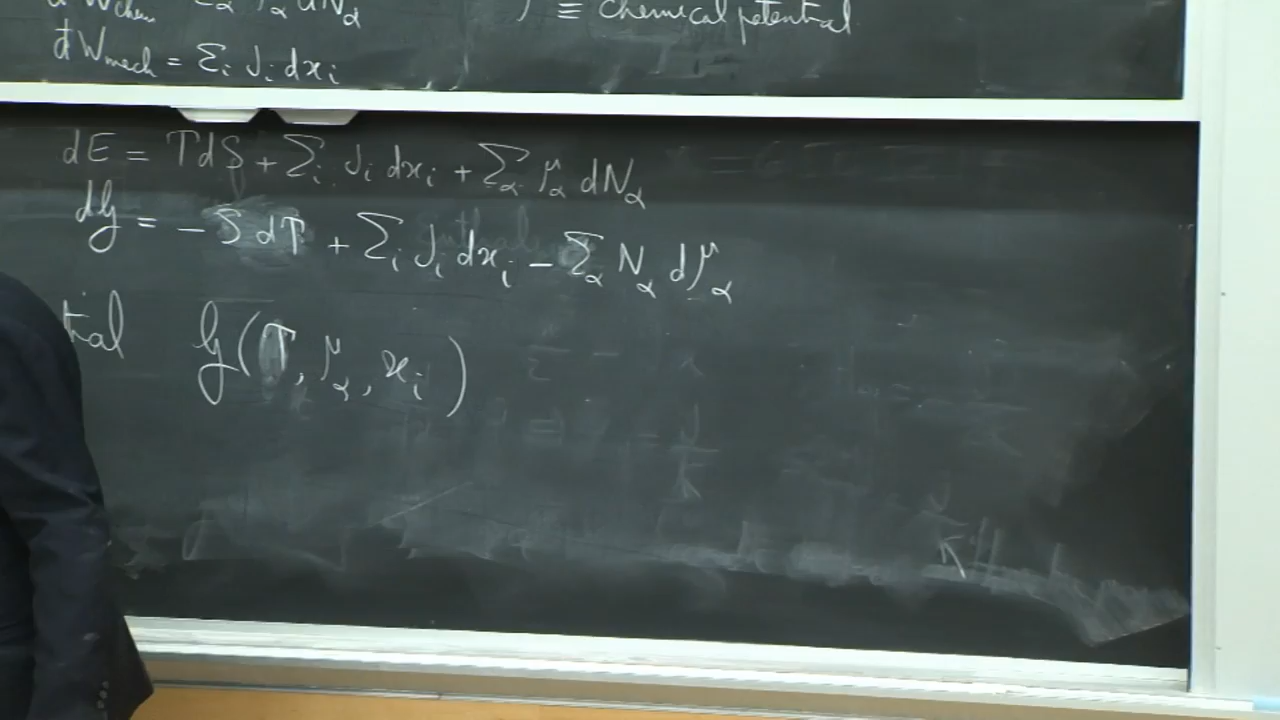 đW_chem Σ_α μ_α dN_α ≡ chemical potential
đW_mech = Σ_i J_i dx_i
dE = TdS + Σ_i J_i dx_i + Σ_α μ_α dN_α
d𝒢 = - S dT + Σ_i J_i dx_i - Σ_α N_α dμ_α
tial 𝒢(T, μ_α, x_i)